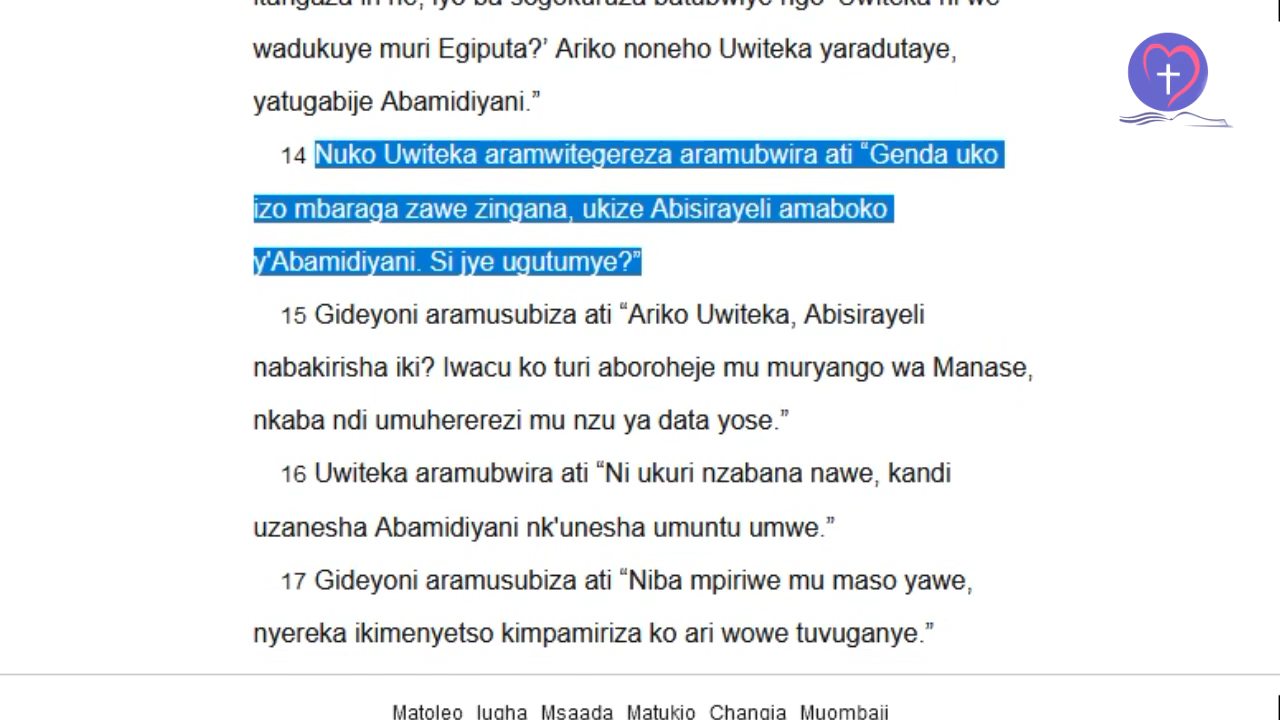 wadukuye muri Egiputa?’ Ariko noneho Uwiteka yaradutaye,
yatugabije Abamidiyani.”
14 Nuko Uwiteka aramwitegereza aramubwira ati “Genda uko
izo mbaraga zawe zingana, ukize Abisirayeli amaboko
y'Abamidiyani. Si jye ugutumye?”
15 Gideyoni aramusubiza ati “Ariko Uwiteka, Abisirayeli
nabakirisha iki? Iwacu ko turi aboroheje mu muryango wa Manase,
nkaba ndi umuhererezi mu nzu ya data yose.”
16 Uwiteka aramubwira ati “Ni ukuri nzabana nawe, kandi
uzanesha Abamidiyani nk'unesha umuntu umwe.”
17 Gideyoni aramusubiza ati “Niba mpiriwe mu maso yawe,
nyereka ikimenyetso kimpamiriza ko ari wowe tuvuganye.”
Matoleo lugha Msaada Matukio Changia Muombaji